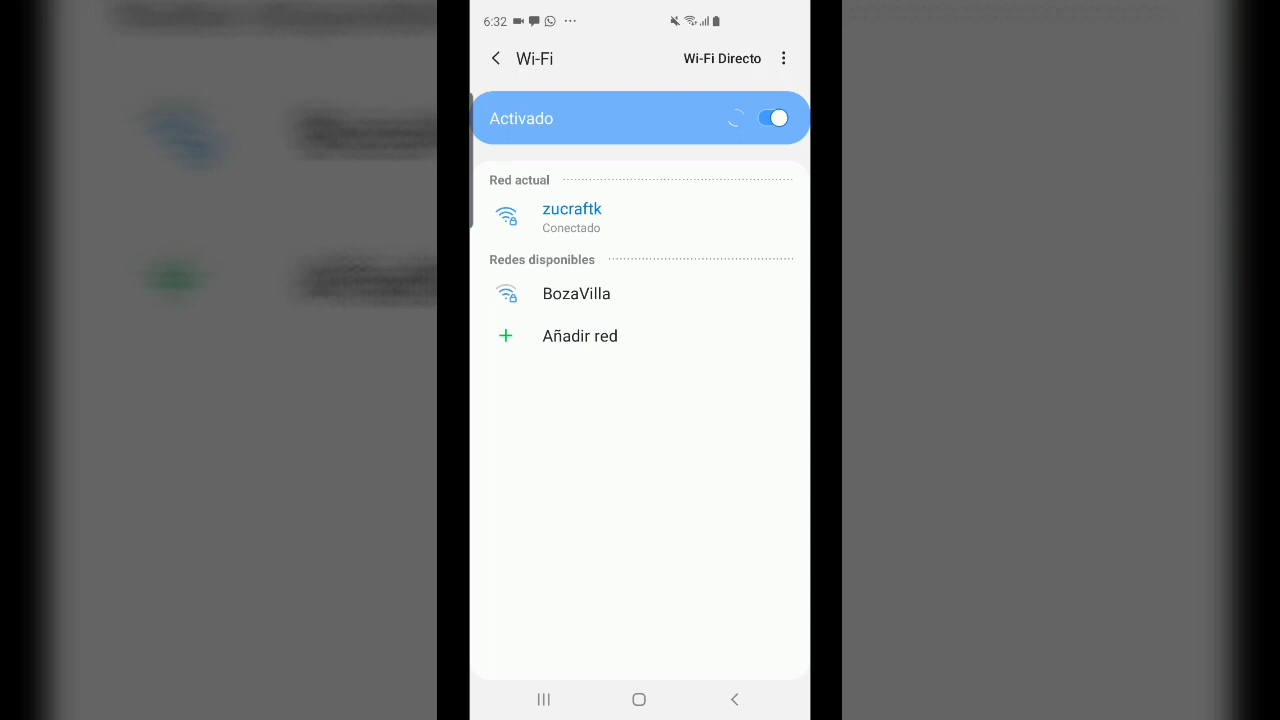 6:32
Wi-Fi
Wi-Fi Directo
Activado
Red actual
zucraftk
Conectado
Redes disponibles
BozaVilla
Añadir red